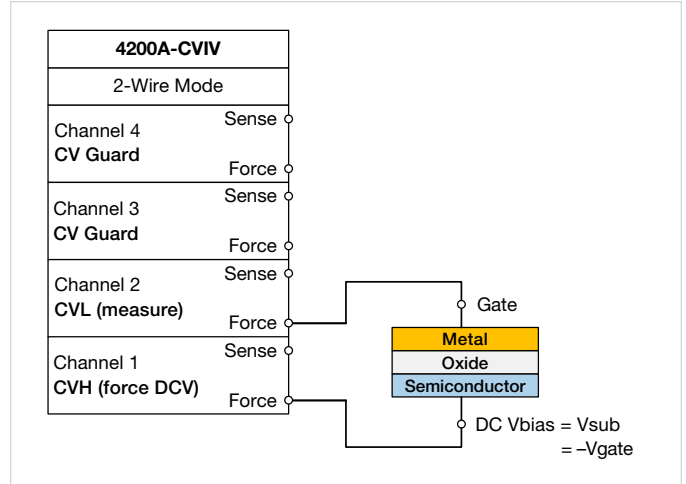 4200A-CVIV
2-Wire Mode
Sense
Channel 4
CV Guard
Force
Sense
Channel 3
CV Guard
Force
Sense
Channel 2
CVL (measure)
Force
Sense
Channel 1
CVH (force DCV)
Force
Gate
Metal
Oxide
Semiconductor
DC Vbias = Vsub
= –Vgate